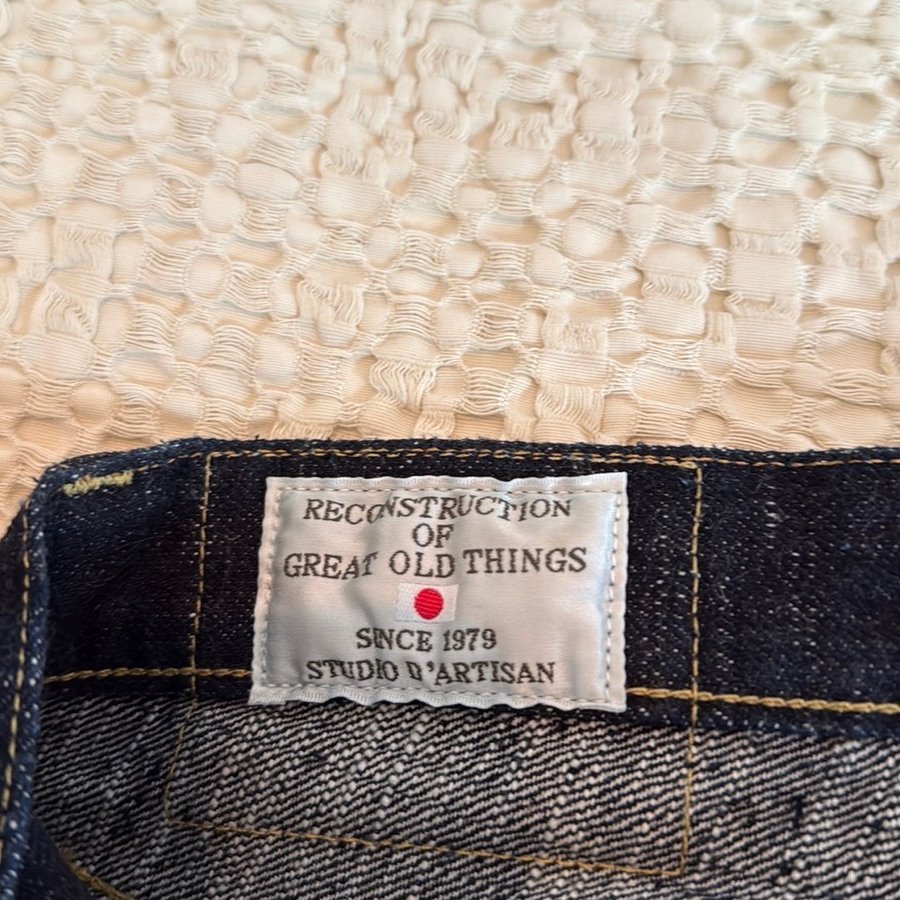 RECONSTRUCTION
OF
GREAT OLD THINGS
SINCE 1979
STUDIO D'ARTISAN